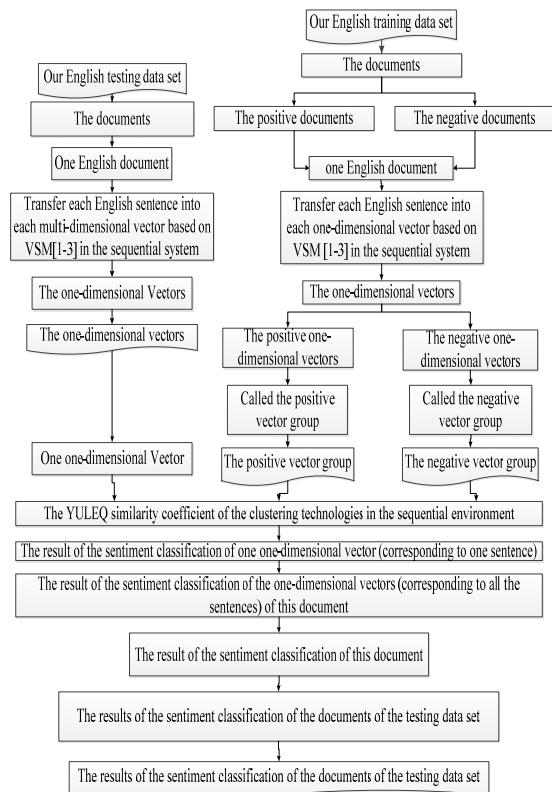 Our English training data set
The documents
The positive documents
The negative documents
one English document
Transfer each English sentence into
each one-dimensional vector based on
VSM [1-3] in the sequential system
The one-dimensional vectors
The positive one-
dimensional vectors
The negative one-
dimensional vectors
Called the positive
vector group
Called the negative
vector group
The positive vector group
The negative vector group
Our English testing data set
The documents
One English document
Transfer each English sentence into
each multi-dimensional vector based on
VSM[1-3] in the sequential system
The one-dimensional Vectors
The one-dimensional vectors
One one-dimensional Vector
The YULEQ similarity coefficient of the clustering technologies in the sequential environment
The result of the sentiment classification of one one-dimensional vector (corresponding to one sentence)
The result of the sentiment classification of the one-dimensional vectors (corresponding to all the
sentences) of this document
The result of the sentiment classification of this document
The results of the sentiment classification of the documents of the testing data set
The results of the sentiment classification of the documents of the testing data set